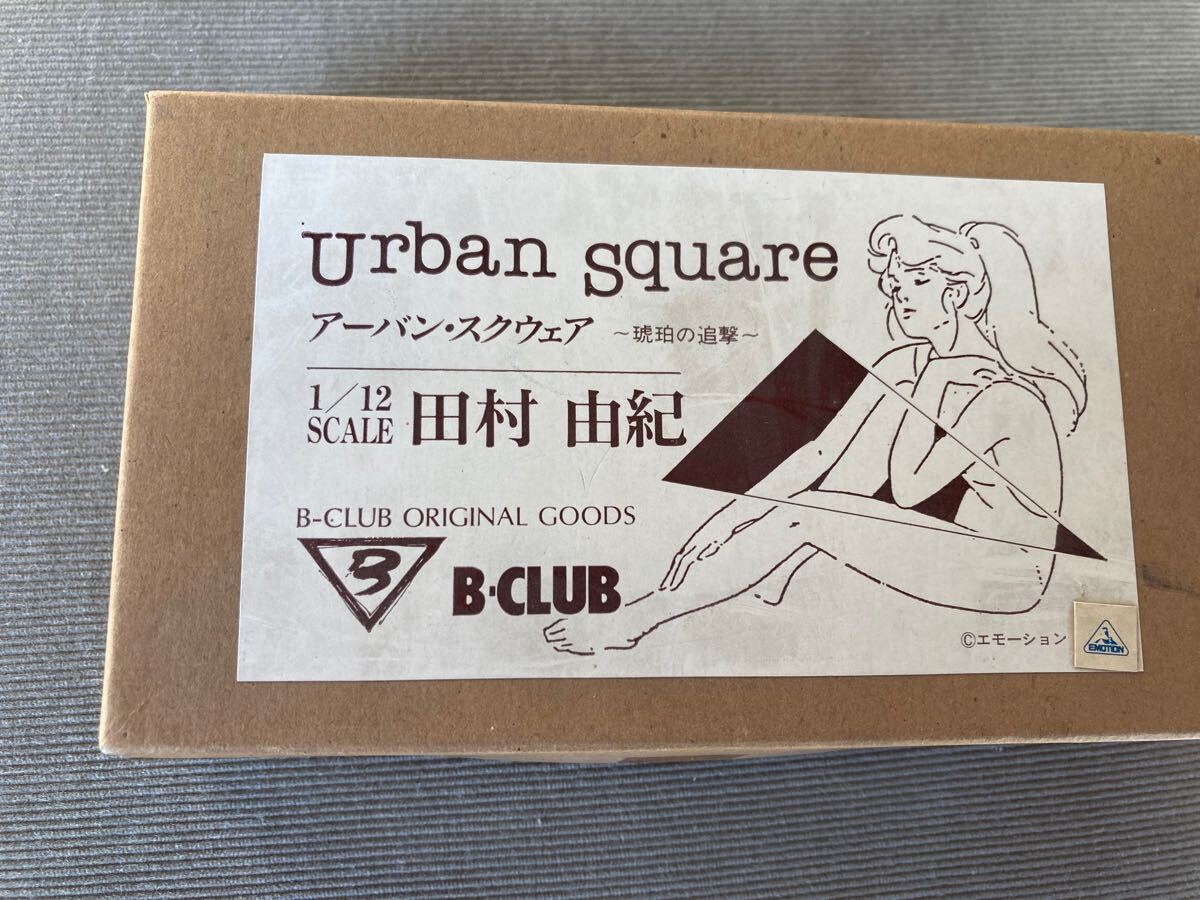 Urban Square
アーバン・スクウェア ～琥珀の追撃～
1/12 SCALE 田村 由紀
B-CLUB ORIGINAL GOODS
B B・CLUB
©エモーション EMOTION